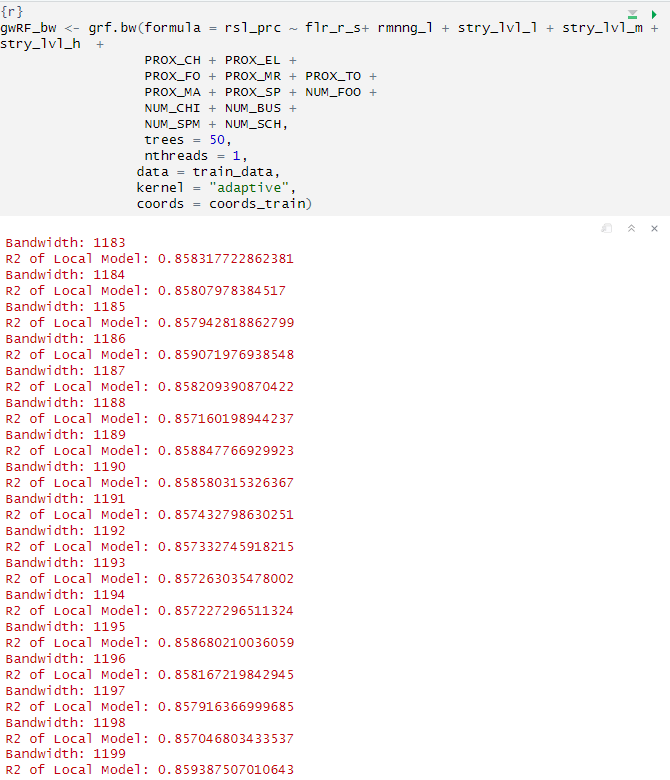 {r}
gwRF_bw <- grf.bw(formula = rsl_prc ~ flr_r_s+ rmnng_l + stry_lvl_l + stry_lvl_m +
stry_lvl_h  +
PROX_CH + PROX_EL +
PROX_FO + PROX_MR + PROX_TO +
PROX_MA + PROX_SP + NUM_FOO +
NUM_CHI + NUM_BUS +
NUM_SPM + NUM_SCH,
trees = 50,
nthreads = 1,
data = train_data,
kernel = "adaptive",
coords = coords_train)
Bandwidth: 1183
R2 of Local Model: 0.858317722862381
Bandwidth: 1184
R2 of Local Model: 0.85807978384517
Bandwidth: 1185
R2 of Local Model: 0.857942818862799
Bandwidth: 1186
R2 of Local Model: 0.859071976938548
Bandwidth: 1187
R2 of Local Model: 0.858209390870422
Bandwidth: 1188
R2 of Local Model: 0.857160198944237
Bandwidth: 1189
R2 of Local Model: 0.858847766929923
Bandwidth: 1190
R2 of Local Model: 0.858580315326367
Bandwidth: 1191
R2 of Local Model: 0.857432798630251
Bandwidth: 1192
R2 of Local Model: 0.857332745918215
Bandwidth: 1193
R2 of Local Model: 0.857263035478002
Bandwidth: 1194
R2 of Local Model: 0.857227296511324
Bandwidth: 1195
R2 of Local Model: 0.858680210036059
Bandwidth: 1196
R2 of Local Model: 0.858167219842945
Bandwidth: 1197
R2 of Local Model: 0.857916366999685
Bandwidth: 1198
R2 of Local Model: 0.857046803433537
Bandwidth: 1199
R2 of Local Model: 0.859387507010643